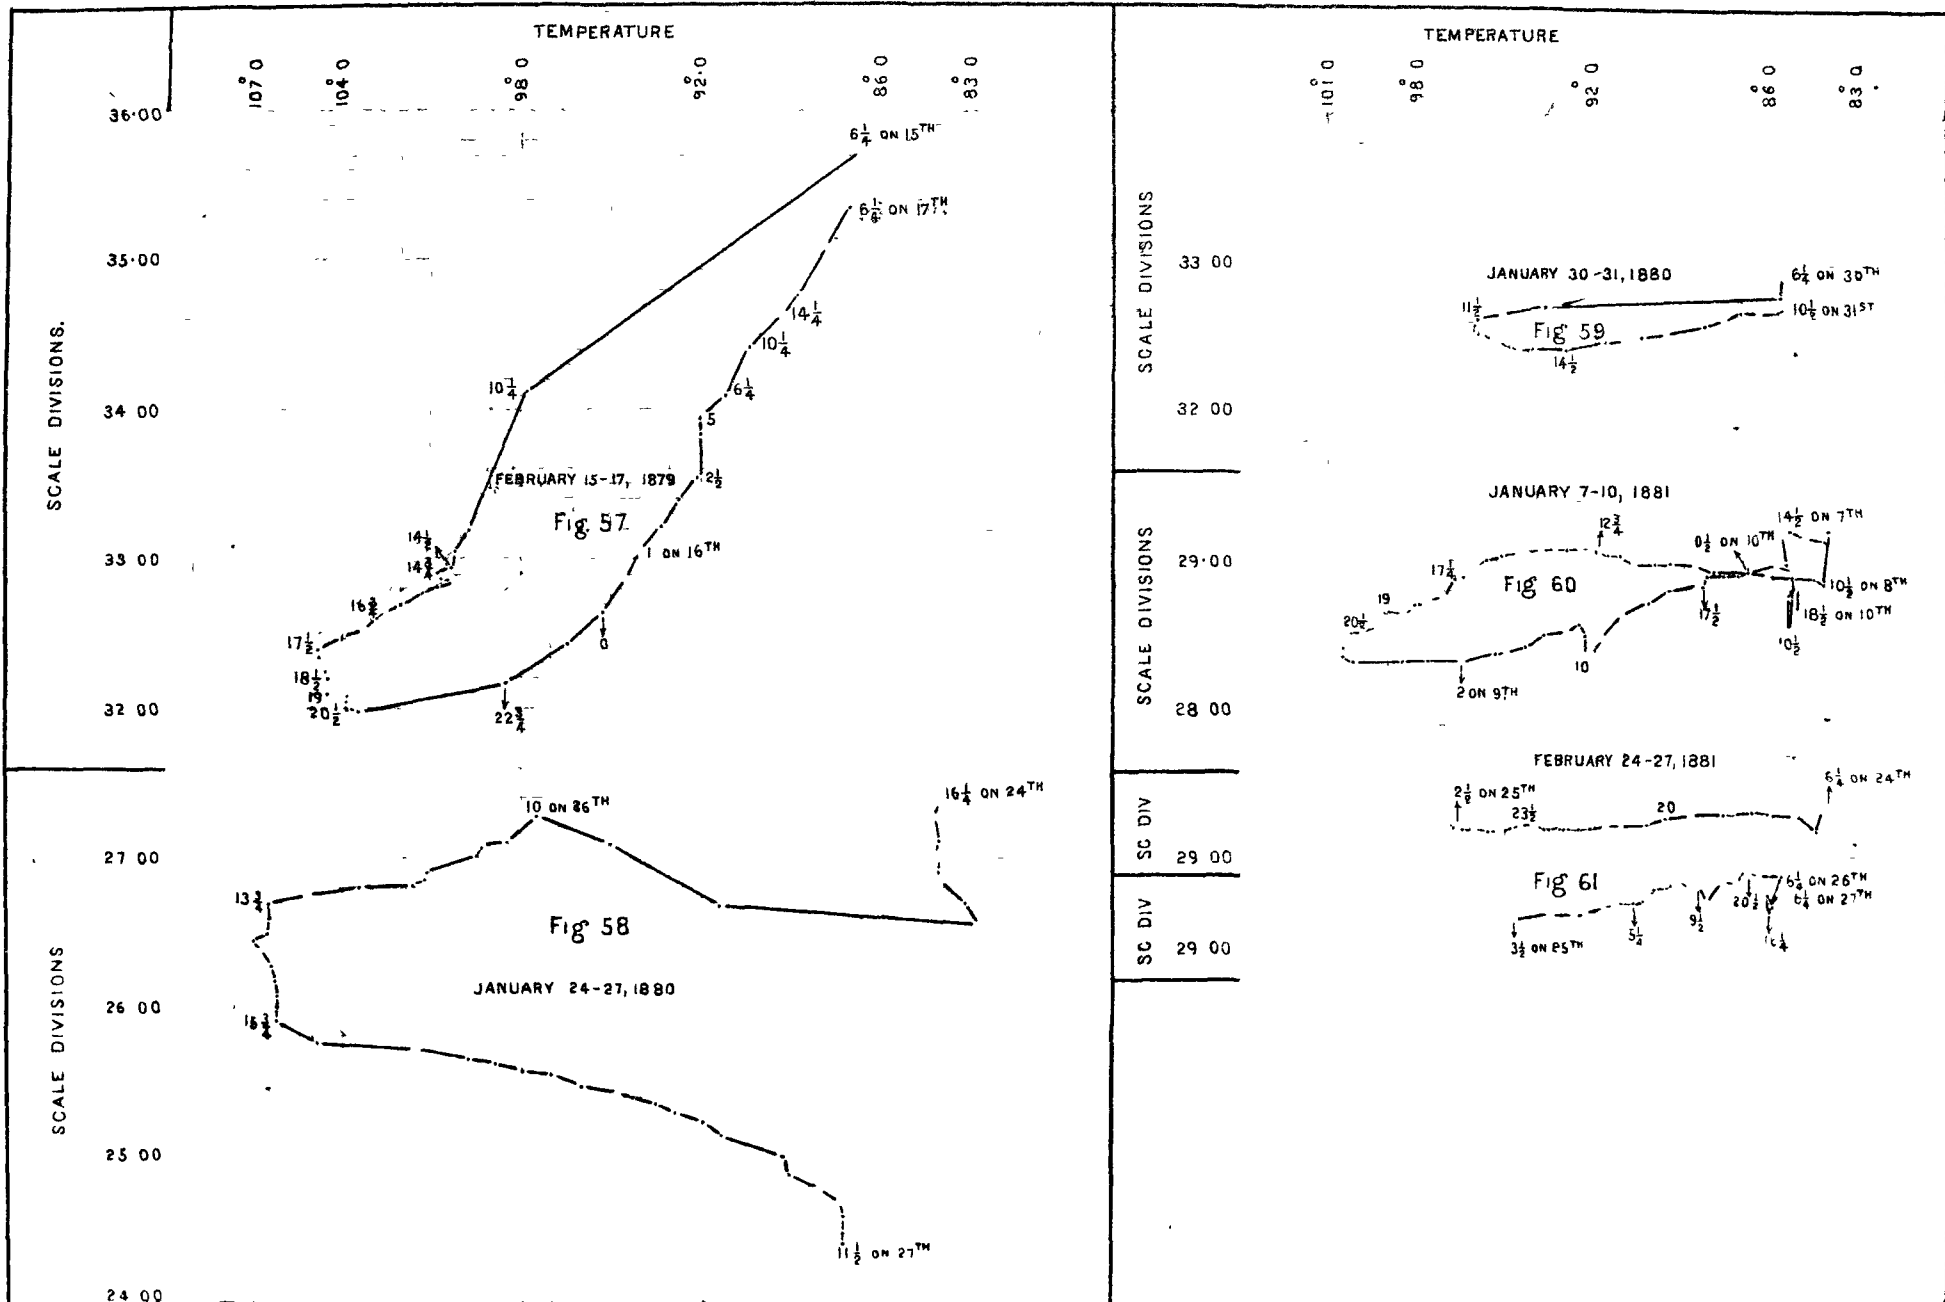 TEMPERATURE
107°0
104°0
98°0
92·0
86°0
83°0
SCALE DIVISIONS.
36·00
35·00
34 00
33 00
32 00
6¼ ON 15TH
6¼ ON 17TH
14¼
10¼
6¼
5
2½
10¼
FEBRUARY 15-17, 1879
Fig. 57
1 ON 16TH
14½
14¾
17½
18½
19
20½
0
22¾
SCALE DIVISIONS
27 00
26 00
25 00
24 00
16¼ ON 24TH
13¾
Fig 58
JANUARY 24-27, 1880
11½ ON 27TH
TEMPERATURE
101°0
98°0
92°0
86°0
83°0
SCALE DIVISIONS
33 00
32 00
JANUARY 30-31, 1880
6¼ ON 30TH
11½
10½ ON 31ST
Fig 59
14½
SCALE DIVISIONS
29·00
28 00
JANUARY 7-10, 1881
12¾
14½ ON 7TH
17¼
Fig 60
10½ ON 8TH
19
20½
17½
18½ ON 10TH
10½
10
2 ON 9TH
FEBRUARY 24-27, 1881
SC DIV
29 00
2½ ON 25TH
23½
20
6¼ ON 24TH
SC DIV
29 00
Fig 61
6¼ ON 26TH
20½
6¼ ON 27TH
9½
5¼
3½ ON 25TH